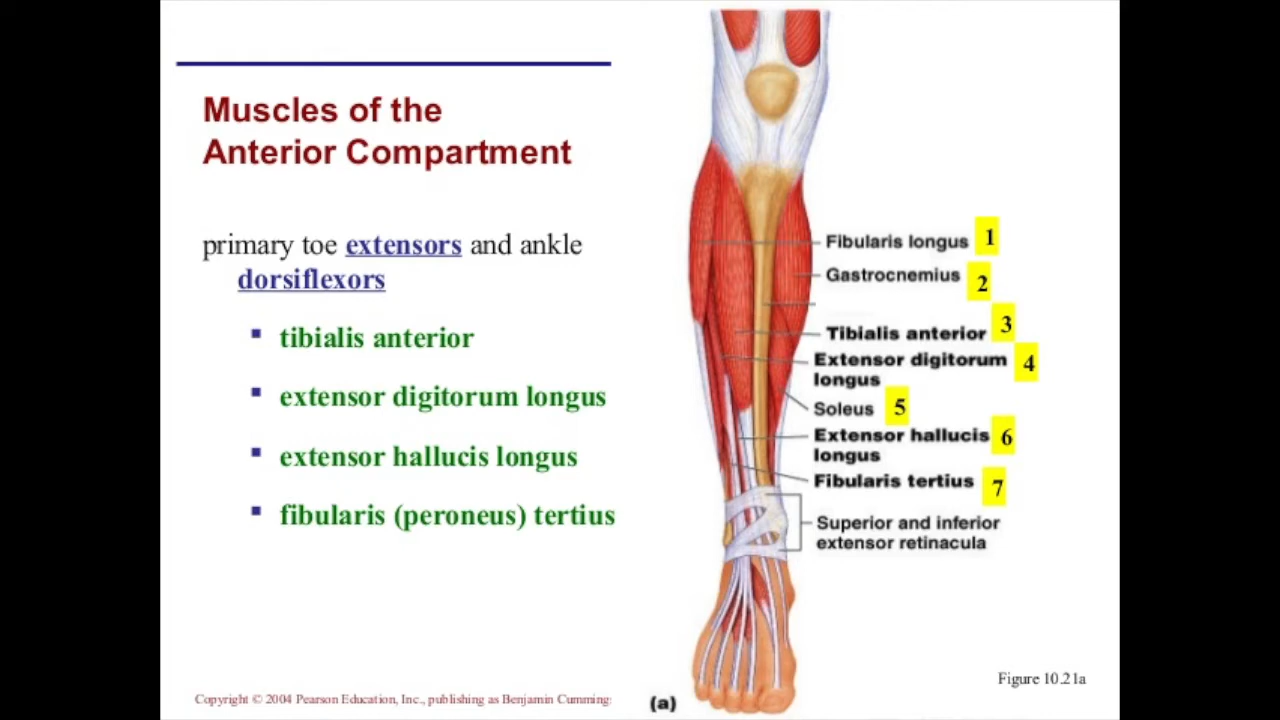 Muscles of the
Anterior Compartment
primary toe extensors and ankle
dorsiflexors
▪ tibialis anterior
▪ extensor digitorum longus
▪ extensor hallucis longus
▪ fibularis (peroneus) tertius
Fibularis longus 1
Gastrocnemius 2
Tibialis anterior 3
Extensor digitorum 4
longus
Soleus 5
Extensor hallucis 6
longus
Fibularis tertius 7
Superior and inferior
extensor retinacula
Figure 10.21a
Copyright © 2004 Pearson Education, Inc., publishing as Benjamin Cummings
(a)